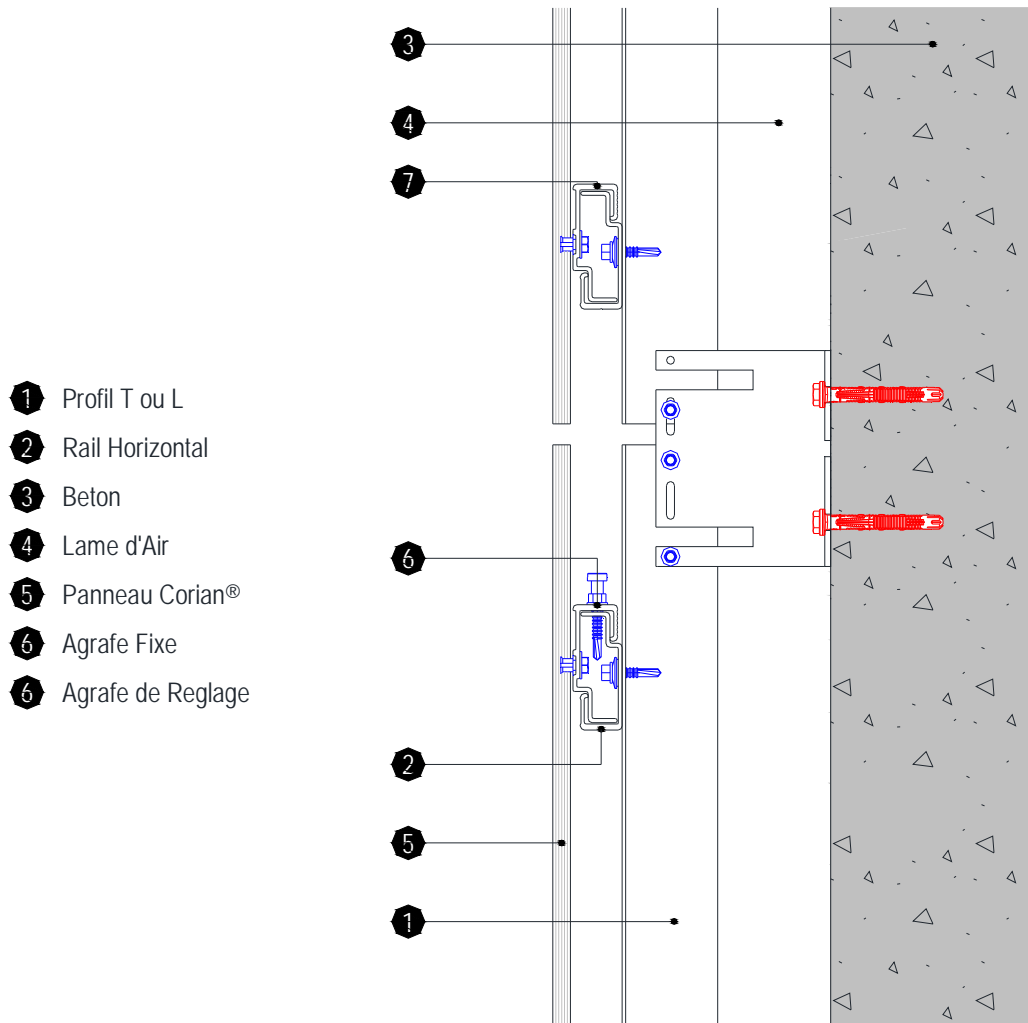 3
4
7
1 Profil T ou L
2 Rail Horizontal
3 Beton
4 Lame d'Air
5 Panneau Corian®
6 Agrafe Fixe
6 Agrafe de Reglage
6
2
5
1